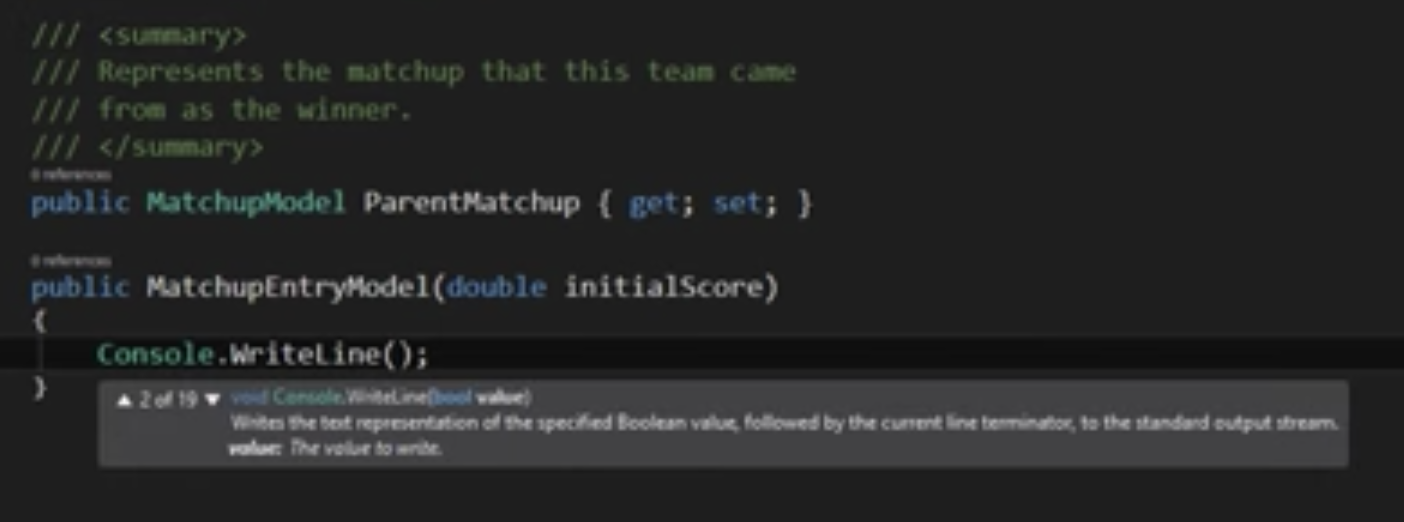 /// <summary>
/// Represents the matchup that this team came
/// from as the winner.
/// </summary>
0 references
public MatchupModel ParentMatchup { get; set; }
0 references
public MatchupEntryModel(double initialScore)
{
Console.WriteLine();
}
▲ 2 of 19 ▼ void Console.WriteLine(bool value)
Writes the text representation of the specified Boolean value, followed by the current line terminator, to the standard output stream.
value: The value to write.